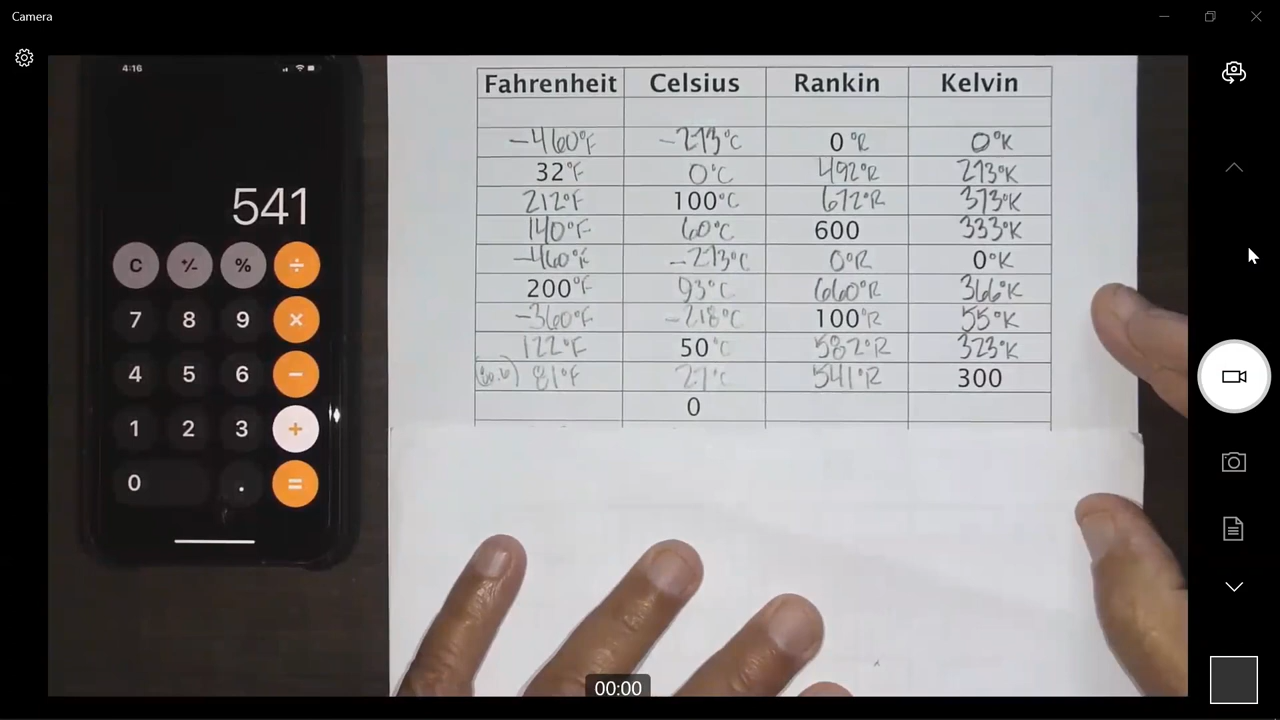 Camera
4:16
541
C +/- % ÷
7 8 9 ×
4 5 6 −
1 2 3 +
0 . =
Fahrenheit Celsius Rankin Kelvin
-460°F -273°C 0°R 0°K
32°F 0°C 492°R 273°K
212°F 100°C 672°R 373°K
140°F 60°C 600 333°K
-460°F -273°C 0°R 0°K
200°F 93°C 660°R 366°K
-360°F -218°C 100°R 55°K
122°F 50°C 582°R 323°K
(80.6) 81°F 27°C 541°R 300
0
00:00